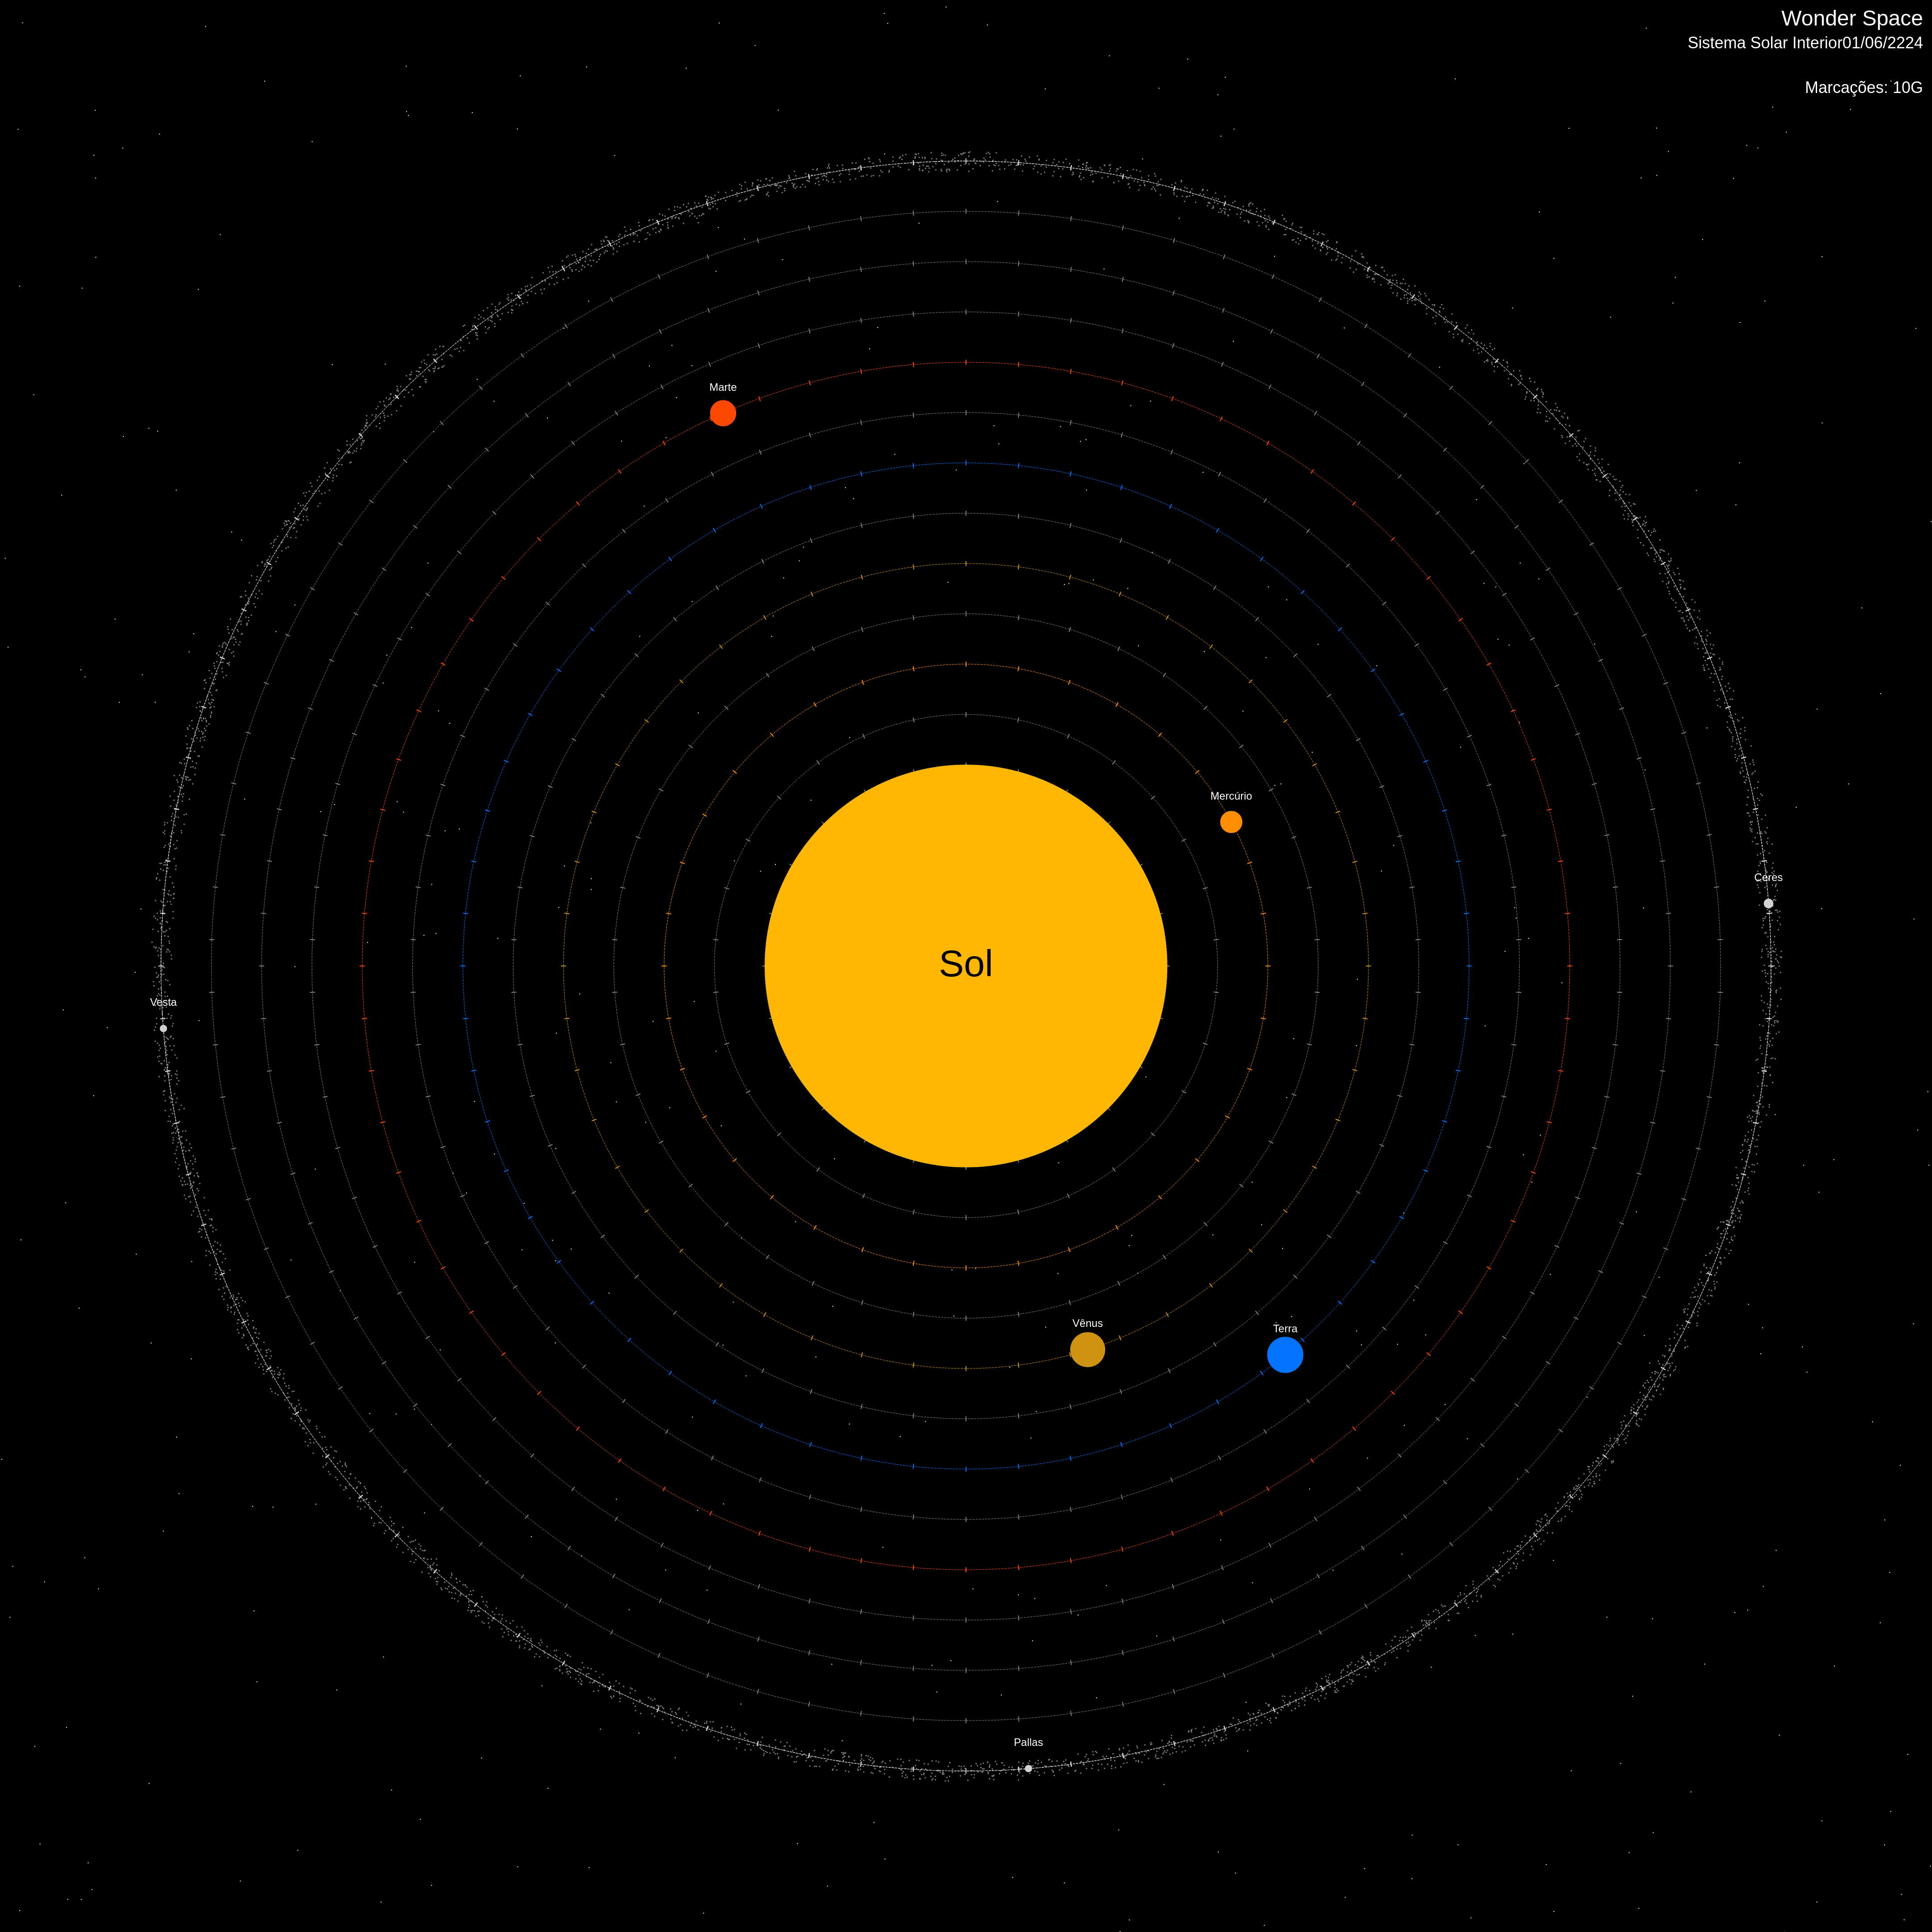 Wonder Space
Sistema Solar Interior01/06/2224
Marcações: 10G
Marte
Mercúrio
Ceres
Sol
Vesta
Vênus
Terra
Pallas